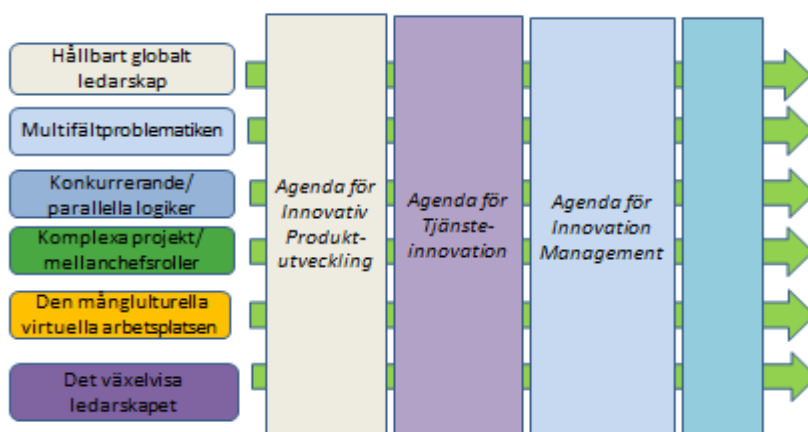 Hållbart globalt
ledarskap
Multifältproblematiken
Konkurrerande/
parallella logiker
Komplexa projekt/
mellanchefsroller
Den månglulturella
virtuella arbetsplatsen
Det växelvisa
ledarskapet
Agenda för
Innovativ
Produkt-
utveckling
Agenda för
Tjänste-
innovation
Agenda för
Innovation
Management